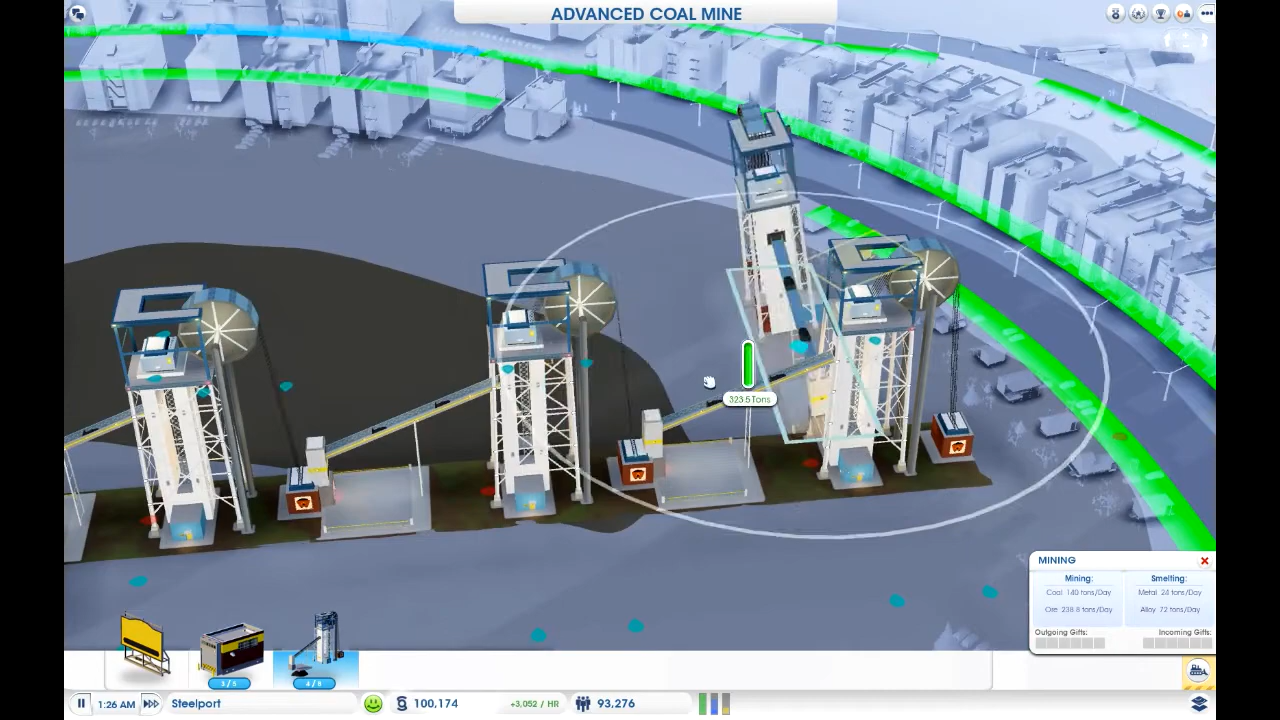 ADVANCED COAL MINE
323.5 Tons
MINING
Mining:
Smelting:
Coal: 140 tons/Day
Metal: 24 tons/Day
Ore: 238.8 tons/Day
Alloy: 72 tons/Day
Outgoing Gifts:
Incoming Gifts:
3 / 5
4 / 8
1:26 AM
Steelport
100,174
+3,052 / HR
93,276